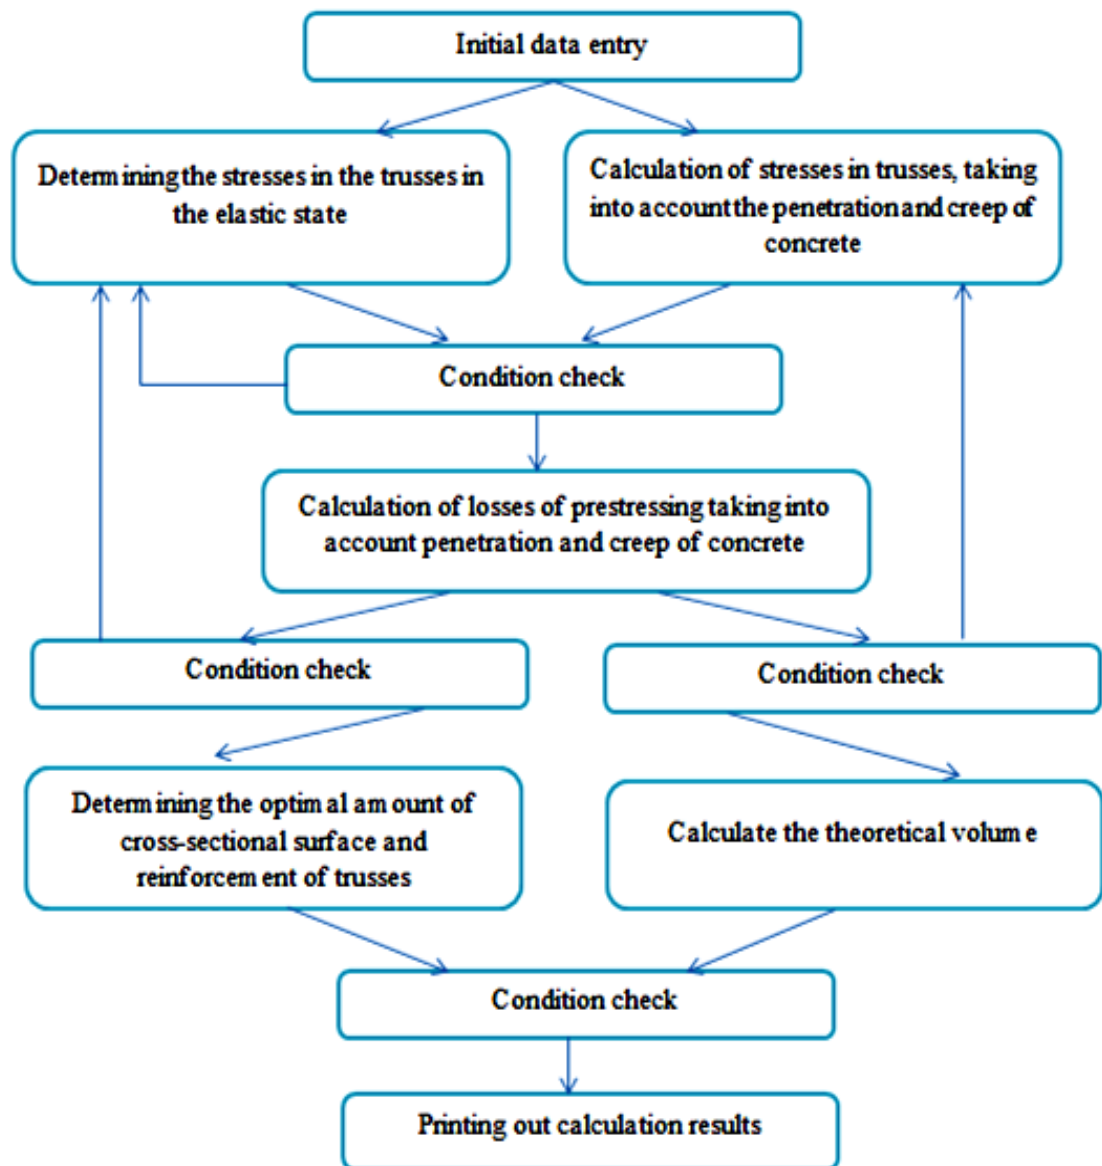 Initial data entry
Determining the stresses in the trusses in
the elastic state
Calculation of stresses in trusses, taking
into account the penetration and creep of
concrete
Condition check
Calculation of losses of prestressing taking into
account penetration and creep of concrete
Condition check
Condition check
Determining the optimal amount of
cross-sectional surface and
reinforcement of trusses
Calculate the theoretical volume
Condition check
Printing out calculation results